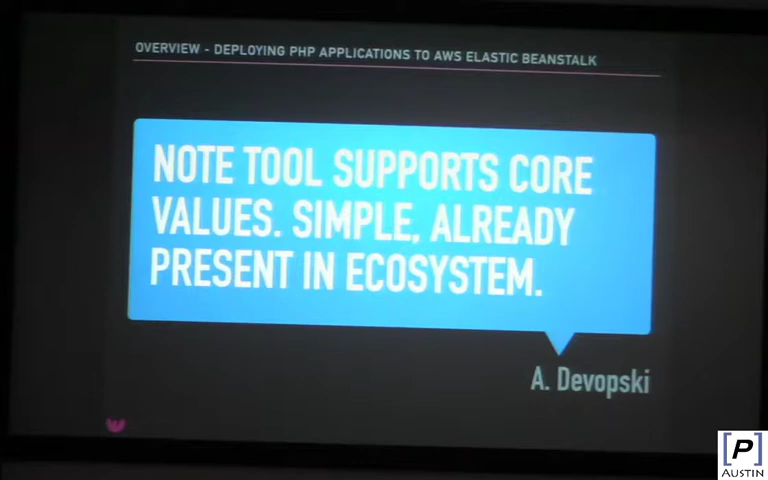 OVERVIEW - DEPLOYING PHP APPLICATIONS TO AWS ELASTIC BEANSTALK
NOTE TOOL SUPPORTS CORE
VALUES. SIMPLE, ALREADY
PRESENT IN ECOSYSTEM.
A. Devopski
[P]
AUSTIN